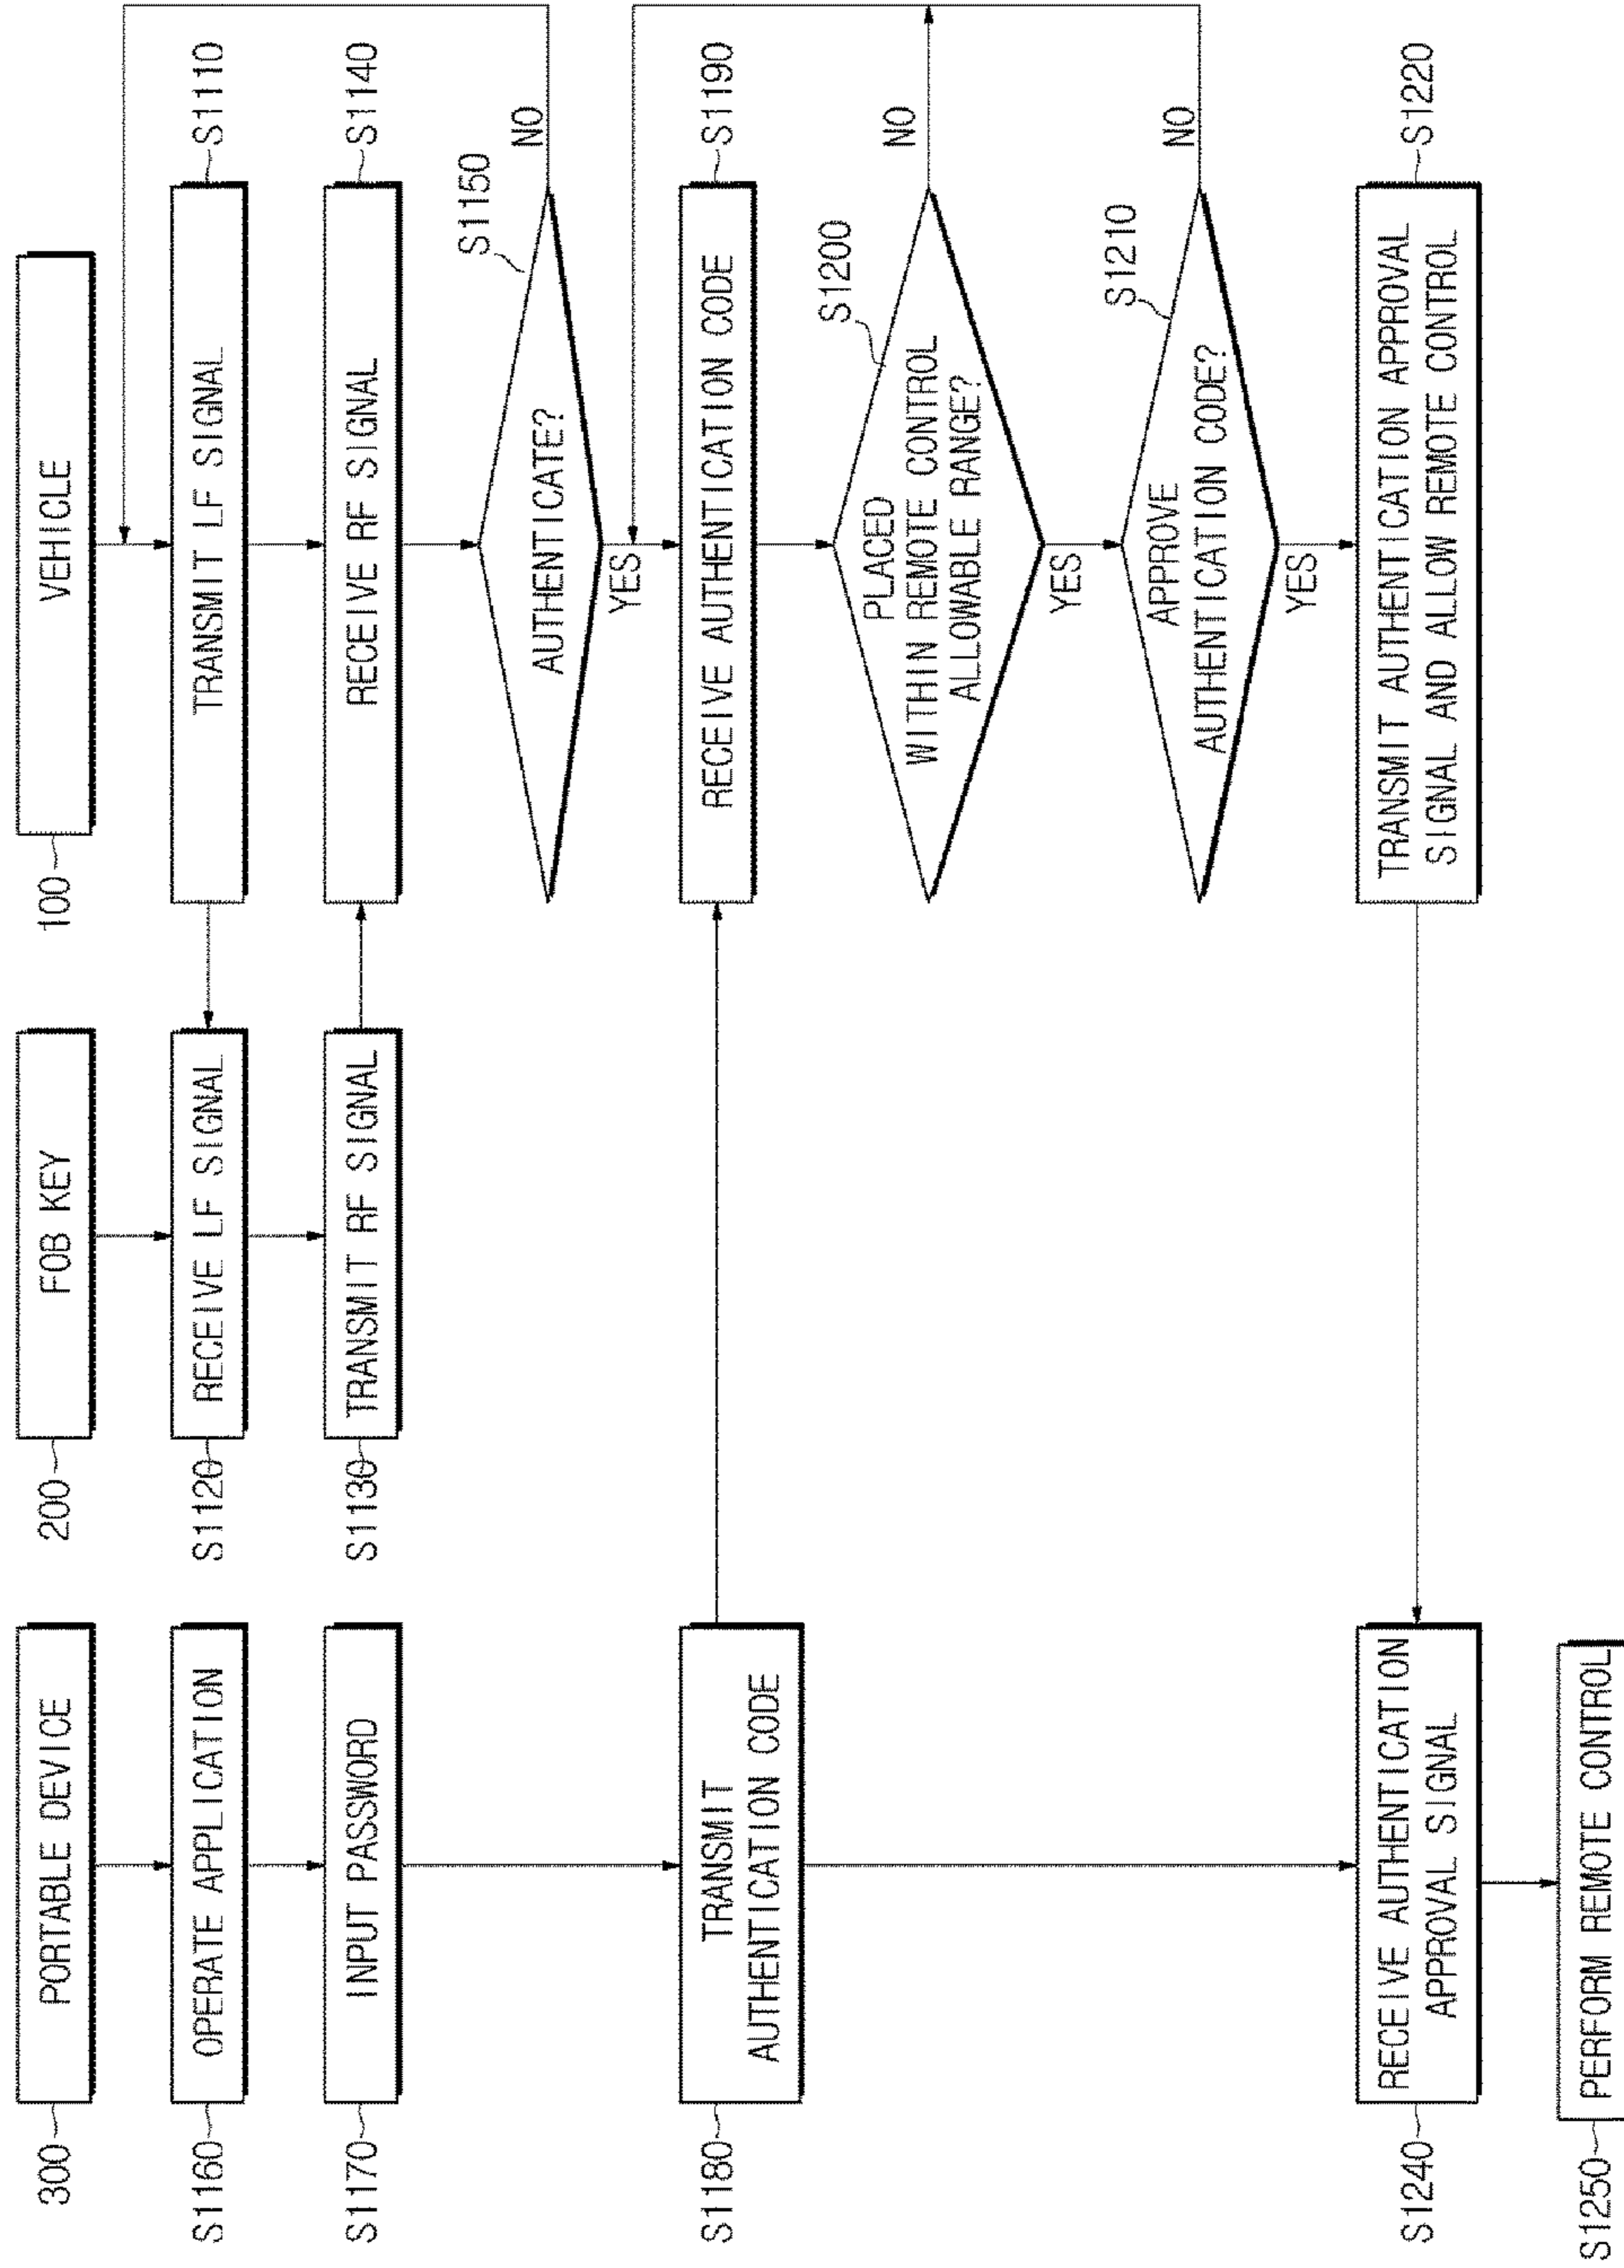 300
PORTABLE DEVICE
200
FOB KEY
100
VEHICLE
S1160
OPERATE APPLICATION
S1120
RECEIVE LF SIGNAL
TRANSMIT LF SIGNAL
S1110
S1170
INPUT PASSWORD
S1130
TRANSMIT RF SIGNAL
RECEIVE RF SIGNAL
S1140
S1150
AUTHENTICATE?
NO
YES
S1180
TRANSMIT
AUTHENTICATION CODE
RECEIVE AUTHENTICATION CODE
S1190
S1200
PLACED
WITHIN REMOTE CONTROL
ALLOWABLE RANGE?
NO
YES
S1210
APPROVE
AUTHENTICATION CODE?
NO
YES
S1240
RECEIVE AUTHENTICATION
APPROVAL SIGNAL
TRANSMIT AUTHENTICATION APPROVAL
SIGNAL AND ALLOW REMOTE CONTROL
S1220
S1250
PERFORM REMOTE CONTROL